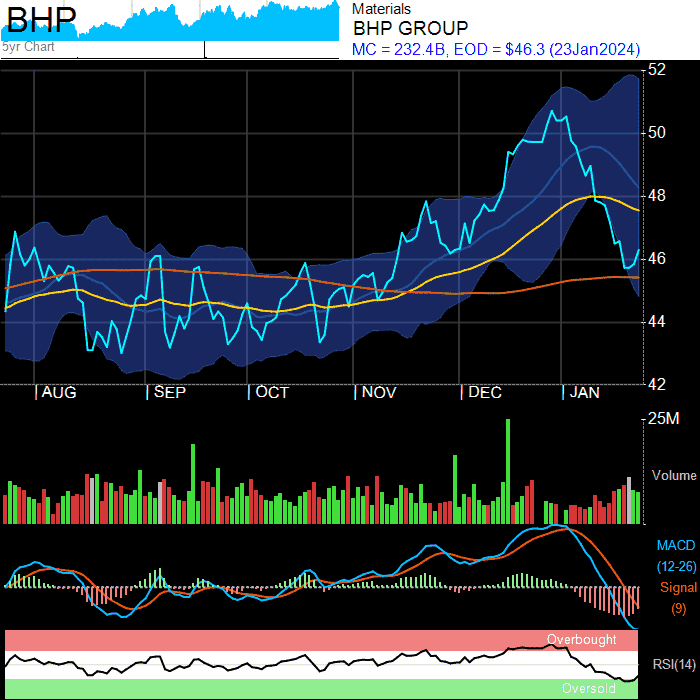 BHP
5yr Chart
Materials
BHP GROUP
MC = 232.4B, EOD = $46.3 (23Jan2024)
52
50
48
46
44
42
AUG SEP OCT NOV DEC JAN
25M
Volume
MACD
(12-26)
Signal
(9)
Overbought
RSI(14)
Oversold